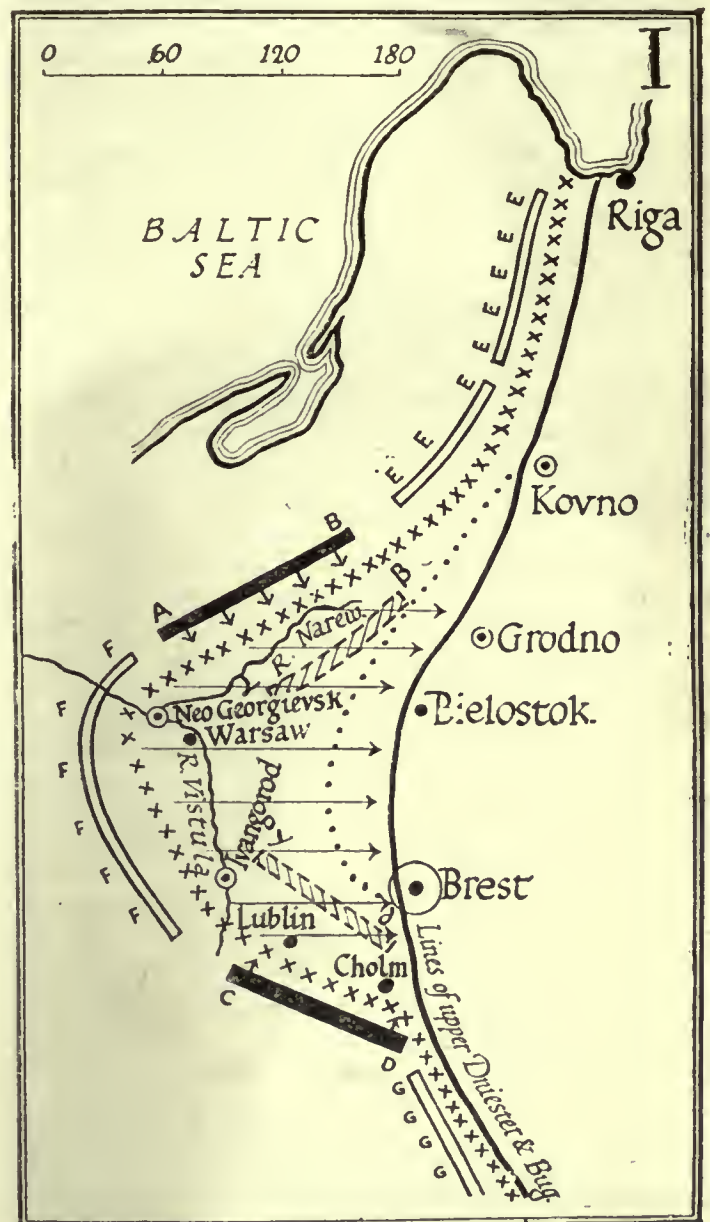 I
0 60 120 180
BALTIC
SEA
Riga
E
E
E
E
E
E
E
E
E
Kovno
B
A
B
R. Narew.
Grodno
F
F
F
F
F
F
Neo Georgievsk
Warsaw
Bielostok.
R. Vistula
Ivangorod
Y
Brest
Lublin
Cholm
C
D
Lines of upper Dniester & Bug.
G
G
G
G